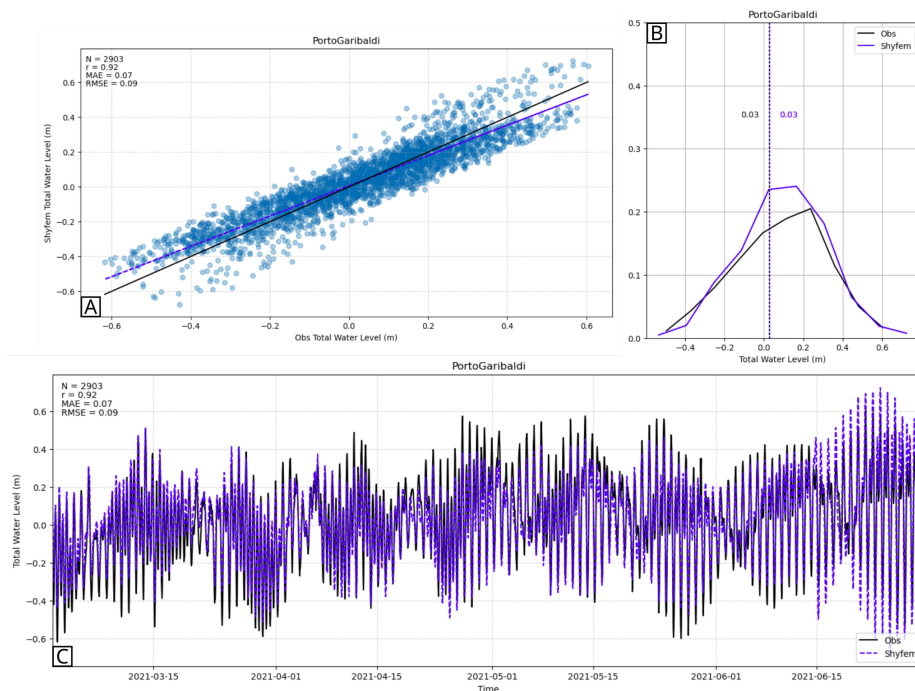 PortoGaribaldi
N = 2903
r = 0.92
MAE = 0.07
RMSE = 0.09
0.6
0.4
0.2
0.0
−0.2
−0.4
−0.6
Shyfem Total Water Level (m)
A
−0.6 −0.4 −0.2 0.0 0.2 0.4 0.6
Obs Total Water Level (m)
PortoGaribaldi
B
Obs
Shyfem
0.5
0.4
0.3
0.2
0.1
0.0
0.03 0.03
−0.4 −0.2 0.0 0.2 0.4 0.6
Total Water Level (m)
PortoGaribaldi
N = 2903
r = 0.92
MAE = 0.07
RMSE = 0.09
0.6
0.4
0.2
0.0
−0.2
−0.4
−0.6
Total Water Level (m)
C
Obs
Shyfem
2021-03-15 2021-04-01 2021-04-15 2021-05-01 2021-05-15 2021-06-01 2021-06-15
Time